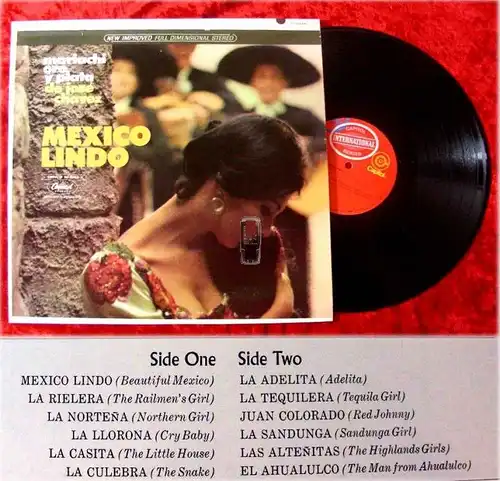 NEW IMPROVED FULL DIMENSIONAL STEREO
mariachi
oro
y plata
de jose
chavez
MEXICO
LINDO
Capitol
CAPITOL
INTERNATIONAL
SERIES
Capitol
Side One
MEXICO LINDO (Beautiful Mexico)
LA RIELERA (The Railmen's Girl)
LA NORTEÑA (Northern Girl)
LA LLORONA (Cry Baby)
LA CASITA (The Little House)
LA CULEBRA (The Snake)
Side Two
LA ADELITA (Adelita)
LA TEQUILERA (Tequila Girl)
JUAN COLORADO (Red Johnny)
LA SANDUNGA (Sandunga Girl)
LAS ALTEÑITAS (The Highlands Girls)
EL AHUALULCO (The Man from Ahualulco)